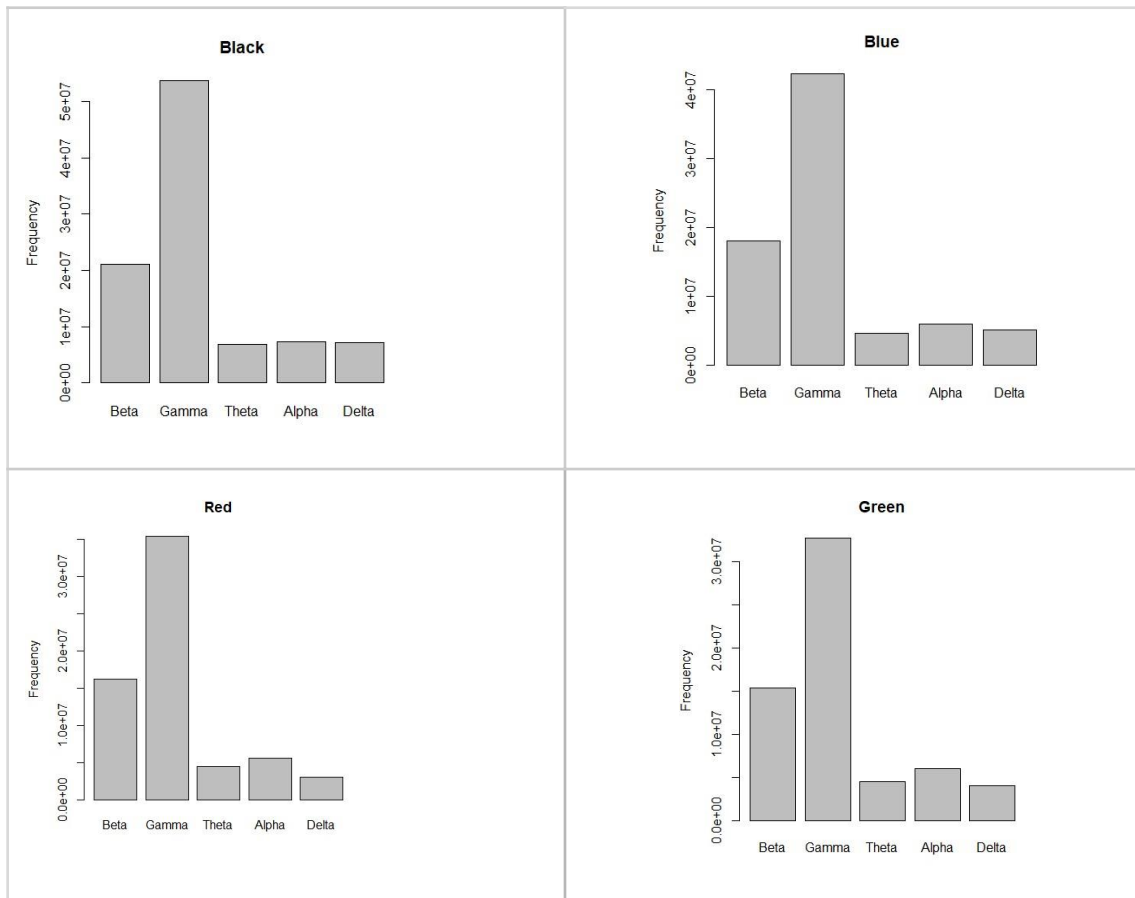 Black
Frequency
5e+07
4e+07
3e+07
2e+07
1e+07
0e+00
Beta Gamma Theta Alpha Delta
Blue
Frequency
4e+07
3e+07
2e+07
1e+07
0e+00
Beta Gamma Theta Alpha Delta
Red
Frequency
3.0e+07
2.0e+07
1.0e+07
0.0e+00
Beta Gamma Theta Alpha Delta
Green
Frequency
3.0e+07
2.0e+07
1.0e+07
0.0e+00
Beta Gamma Theta Alpha Delta